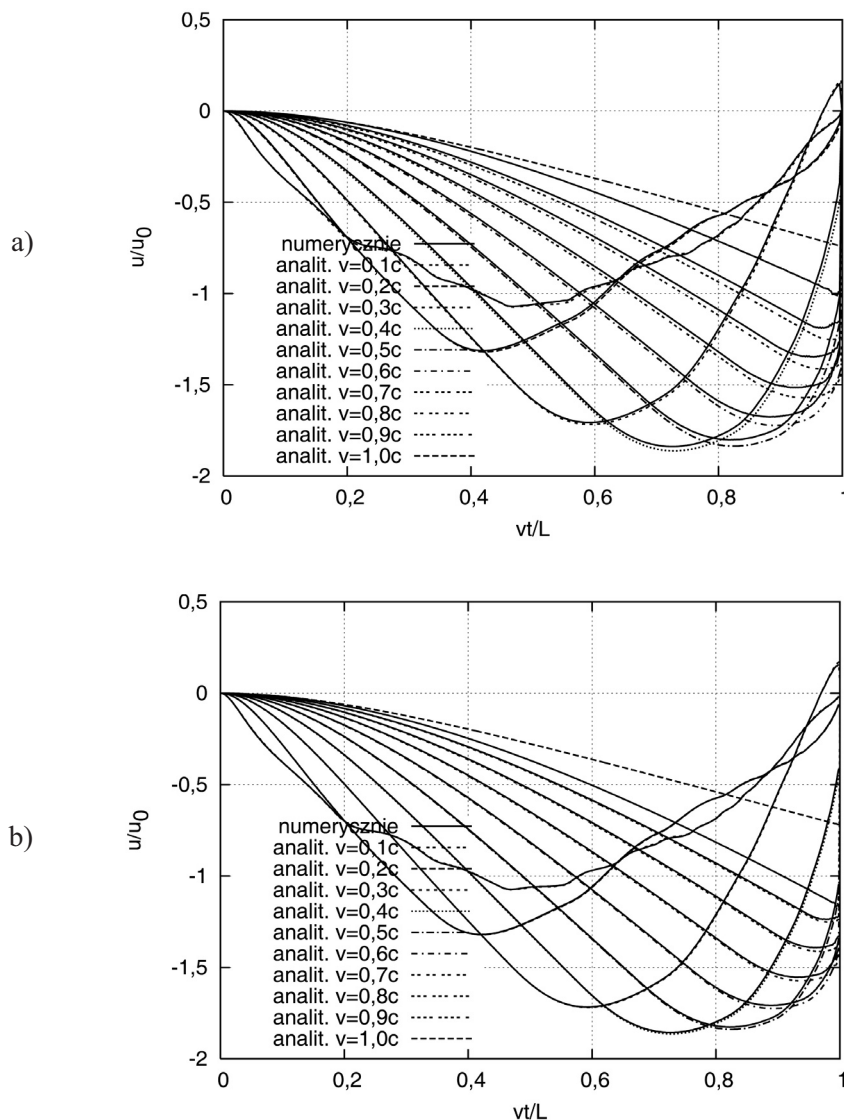 a)
u/u0
0,5
0
-0,5
-1
-1,5
-2
numerycznie
analit. v=0,1c
analit. v=0,2c
analit. v=0,3c
analit. v=0,4c
analit. v=0,5c
analit. v=0,6c
analit. v=0,7c
analit. v=0,8c
analit. v=0,9c
analit. v=1,0c
0 0,2 0,4 0,6 0,8 1
vt/L
b)
u/u0
0,5
0
-0,5
-1
-1,5
-2
numerycznie
analit. v=0,1c
analit. v=0,2c
analit. v=0,3c
analit. v=0,4c
analit. v=0,5c
analit. v=0,6c
analit. v=0,7c
analit. v=0,8c
analit. v=0,9c
analit. v=1,0c
0 0,2 0,4 0,6 0,8 1
vt/L